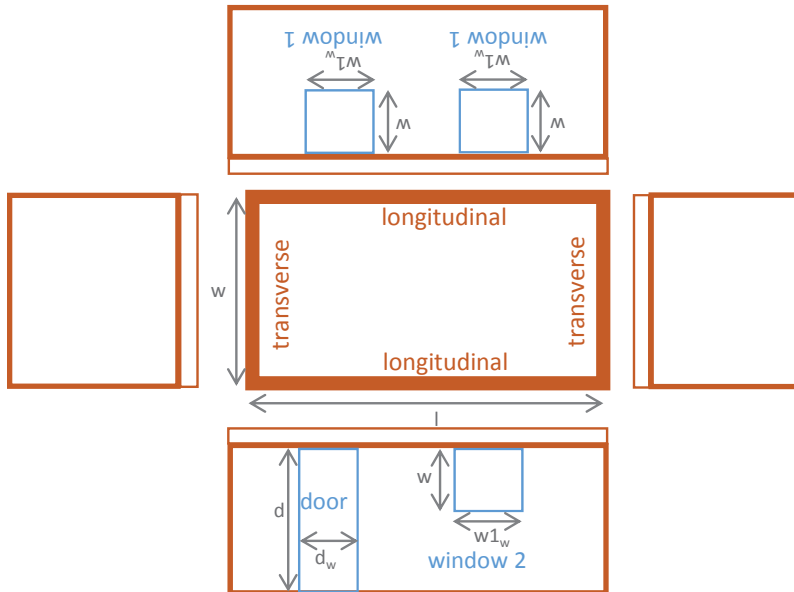 window 1
window 1
w1w
w1w
w
w
longitudinal
transverse
transverse
w
longitudinal
l
w
d
door
w1w
dw
window 2